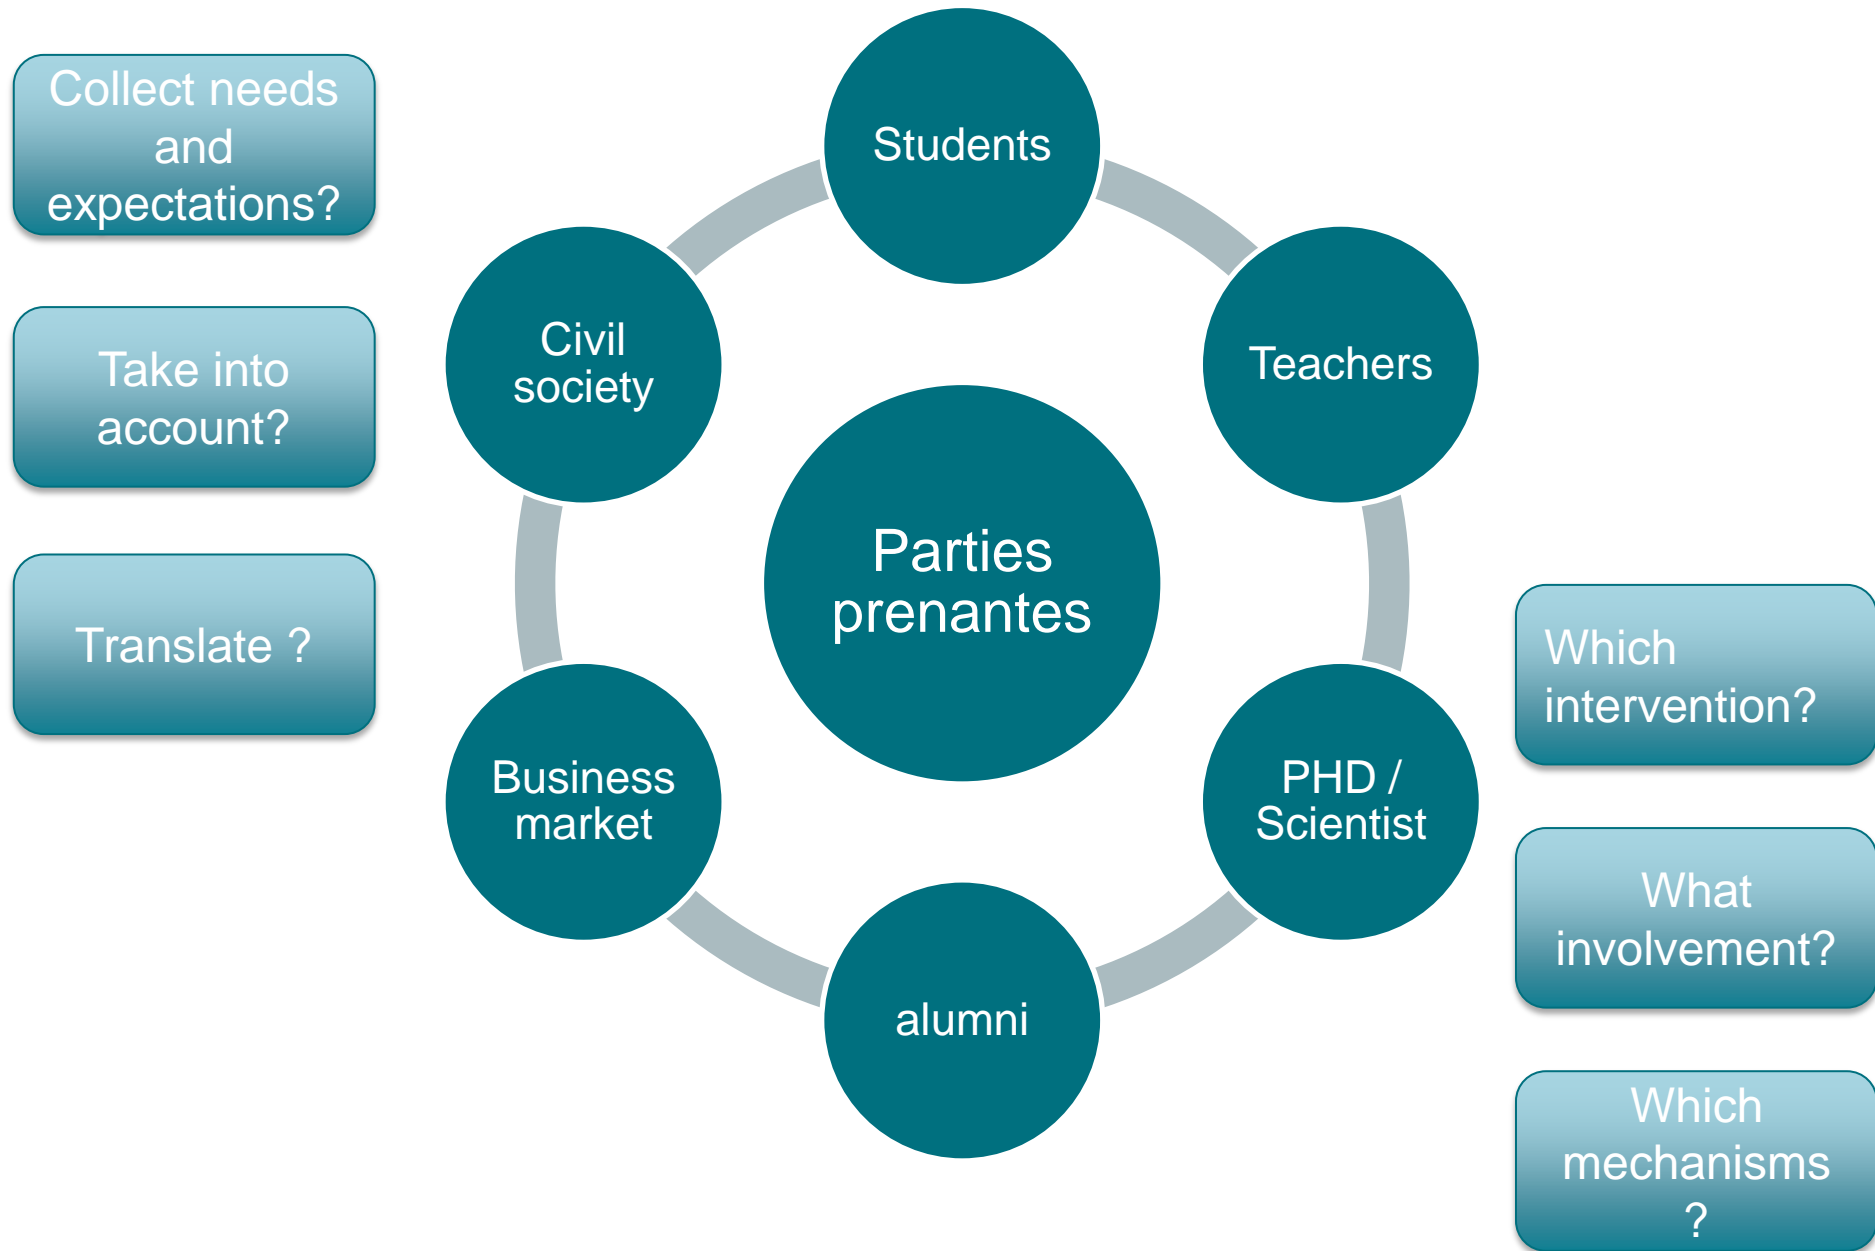 Collect needs
and
expectations?
Take into
account?
Translate ?
Students
Teachers
PHD /
Scientist
alumni
Business
market
Civil
society
Parties
prenantes
Which
intervention?
What
involvement?
Which
mechanisms
?